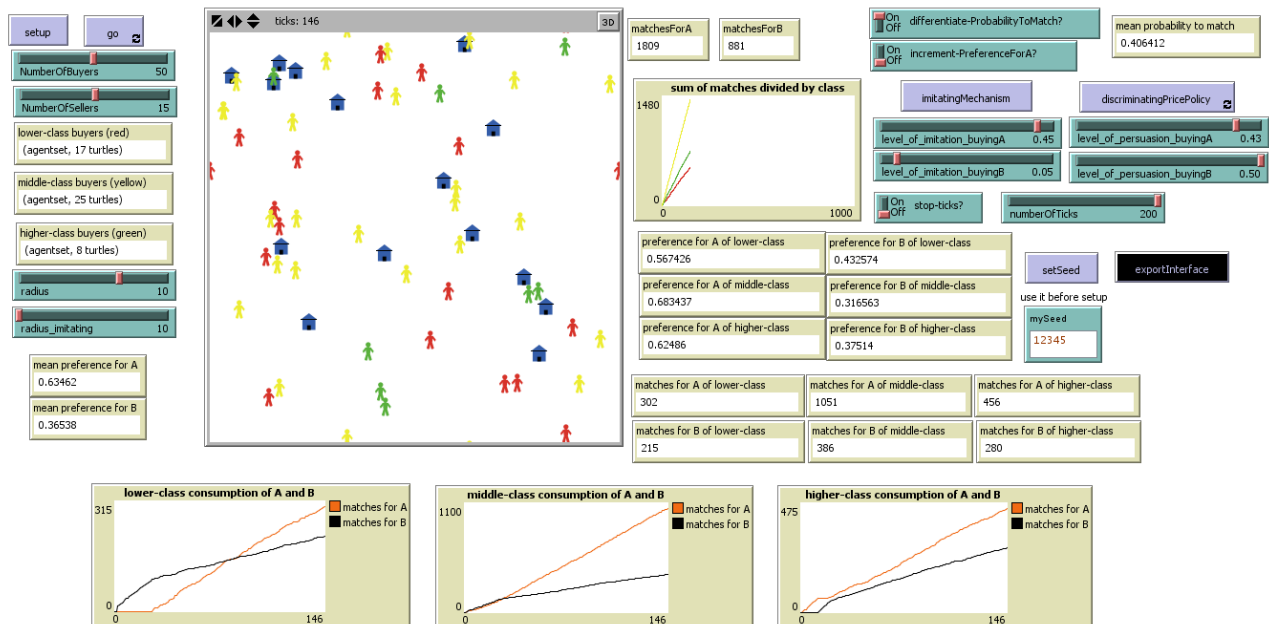 setup
go
NumberOfBuyers 50
NumberOfSellers 15
lower-class buyers (red)
(agentset, 17 turtles)
middle-class buyers (yellow)
(agentset, 25 turtles)
higher-class buyers (green)
(agentset, 8 turtles)
radius 10
radius_imitating 10
mean preference for A
0.63462
mean preference for B
0.36538
ticks: 146
3D
matchesForA
1809
matchesForB
881
sum of matches divided by class
1480
0
0 1000
On
Off
differentiate-ProbabilityToMatch?
On
Off
increment-PreferenceForA?
mean probability to match
0.406412
imitatingMechanism
discriminatingPricePolicy
level_of_imitation_buyingA 0.45
level_of_persuasion_buyingA 0.43
level_of_imitation_buyingB 0.05
level_of_persuasion_buyingB 0.50
On
Off
stop-ticks?
numberOfTicks 200
preference for A of lower-class
0.567426
preference for B of lower-class
0.432574
preference for A of middle-class
0.683437
preference for B of middle-class
0.316563
preference for A of higher-class
0.62486
preference for B of higher-class
0.37514
setSeed
exportInterface
use it before setup
mySeed
12345
matches for A of lower-class
302
matches for A of middle-class
1051
matches for A of higher-class
456
matches for B of lower-class
215
matches for B of middle-class
386
matches for B of higher-class
280
lower-class consumption of A and B
315
0
0 146
matches for A
matches for B
middle-class consumption of A and B
1100
0
0 146
matches for A
matches for B
higher-class consumption of A and B
475
0
0 146
matches for A
matches for B